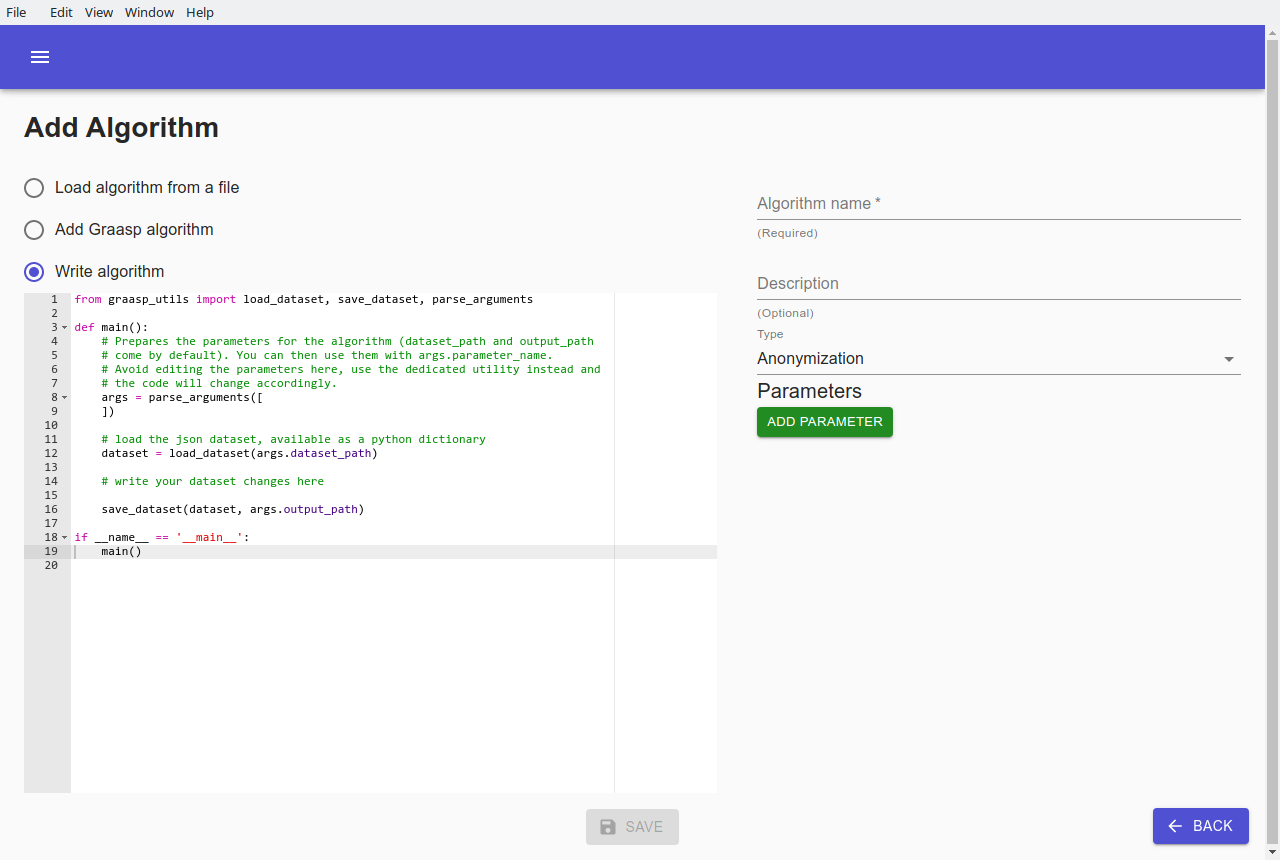 File Edit View Window Help
Add Algorithm
Load algorithm from a file
Add Graasp algorithm
Write algorithm
1 from graasp_utils import load_dataset, save_dataset, parse_arguments
2
3 def main():
4     # Prepares the parameters for the algorithm (dataset_path and output_path
5     # come by default). You can then use them with args.parameter_name.
6     # Avoid editing the parameters here, use the dedicated utility instead and
7     # the code will change accordingly.
8     args = parse_arguments([
9     ])
10
11     # load the json dataset, available as a python dictionary
12     dataset = load_dataset(args.dataset_path)
13
14     # write your dataset changes here
15
16     save_dataset(dataset, args.output_path)
17
18 if __name__ == '__main__':
19     main()
20
Algorithm name *
(Required)
Description
(Optional)
Type
Anonymization
Parameters
ADD PARAMETER
SAVE
BACK